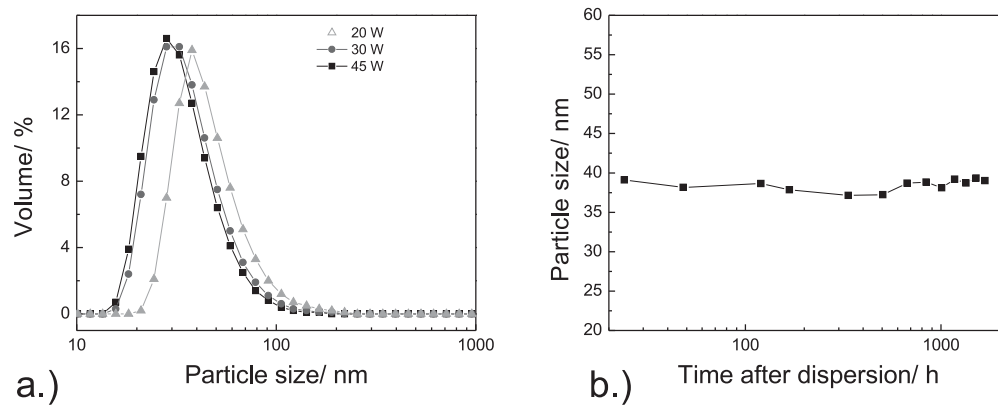 20 W
30 W
45 W
16
12
8
4
0
Volume/ %
10
100
1000
Particle size/ nm
a.)
60
55
50
45
40
35
30
25
20
Particle size/ nm
100
1000
Time after dispersion/ h
b.)